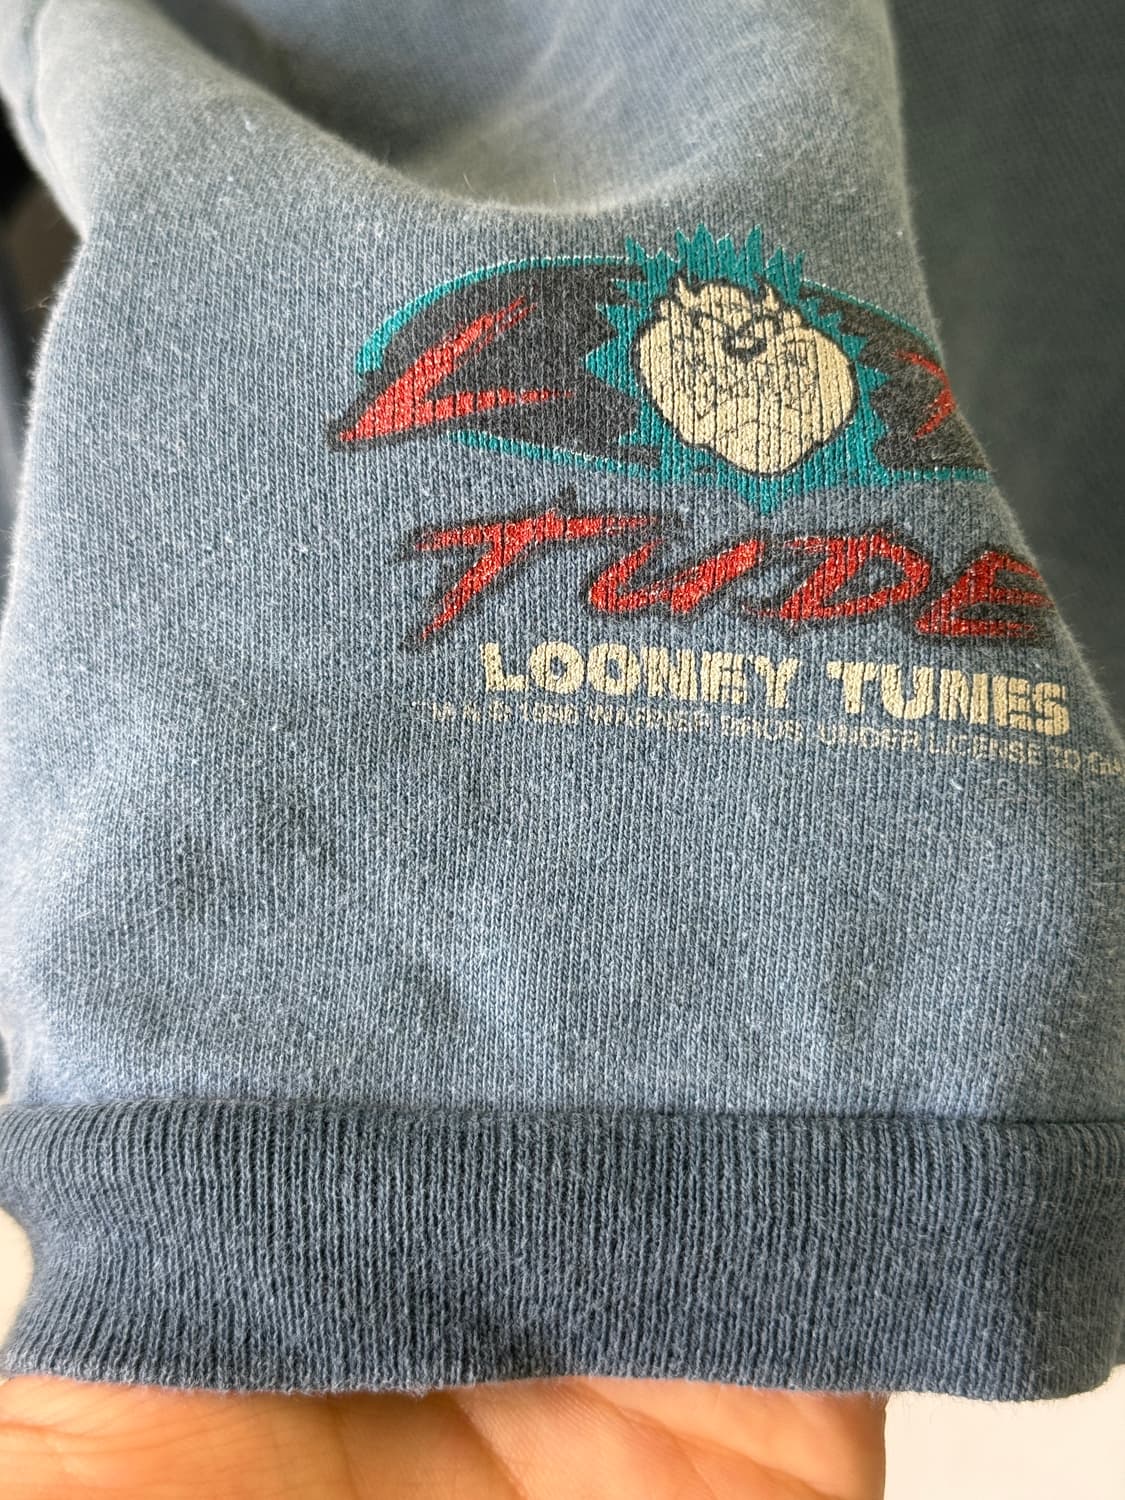 L T
TUDE
LOONEY TUNES
WARNER BROS. UNDER LICENSE TO